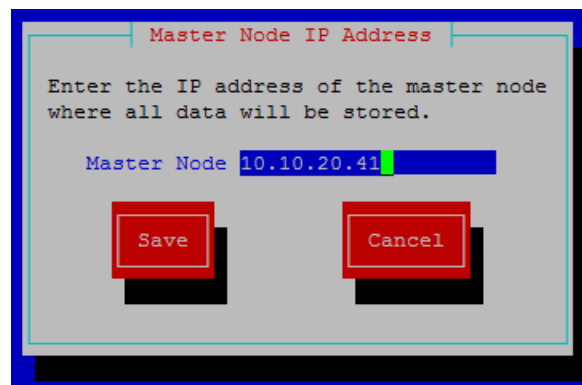 Master Node IP Address
Enter the IP address of the master node
where all data will be stored.
Master Node 10.10.20.41
Save Cancel